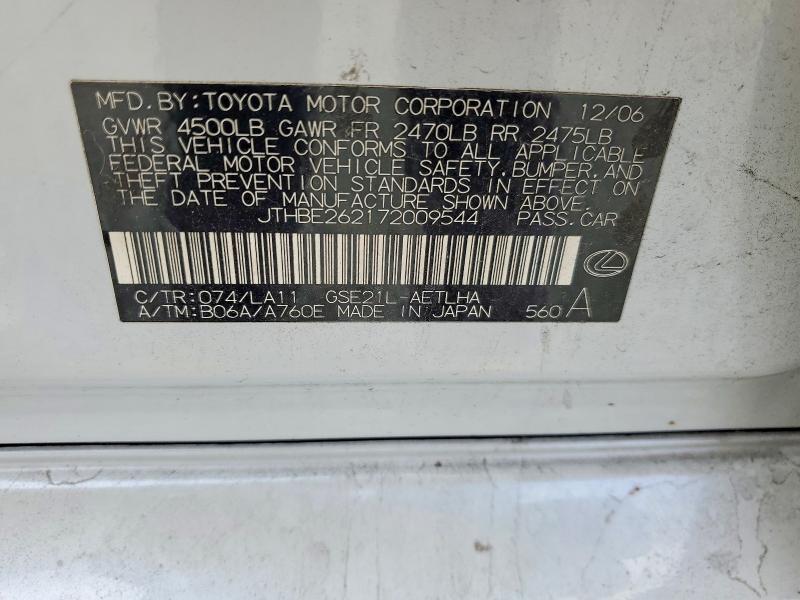 MFD. BY: TOYOTA MOTOR CORPORATION 12/06
GVWR 4500LB GAWR FR 2470LB RR 2475LB
THIS VEHICLE CONFORMS TO ALL APPLICABLE
FEDERAL MOTOR VEHICLE SAFETY, BUMPER, AND
THEFT PREVENTION STANDARDS IN EFFECT ON
THE DATE OF MANUFACTURE SHOWN ABOVE.
JTHBE262172009544 PASS. CAR
C/TR: 074/LA11 GSE21L-AETLHA
A/TM: B06A/A760E MADE IN JAPAN 560 A